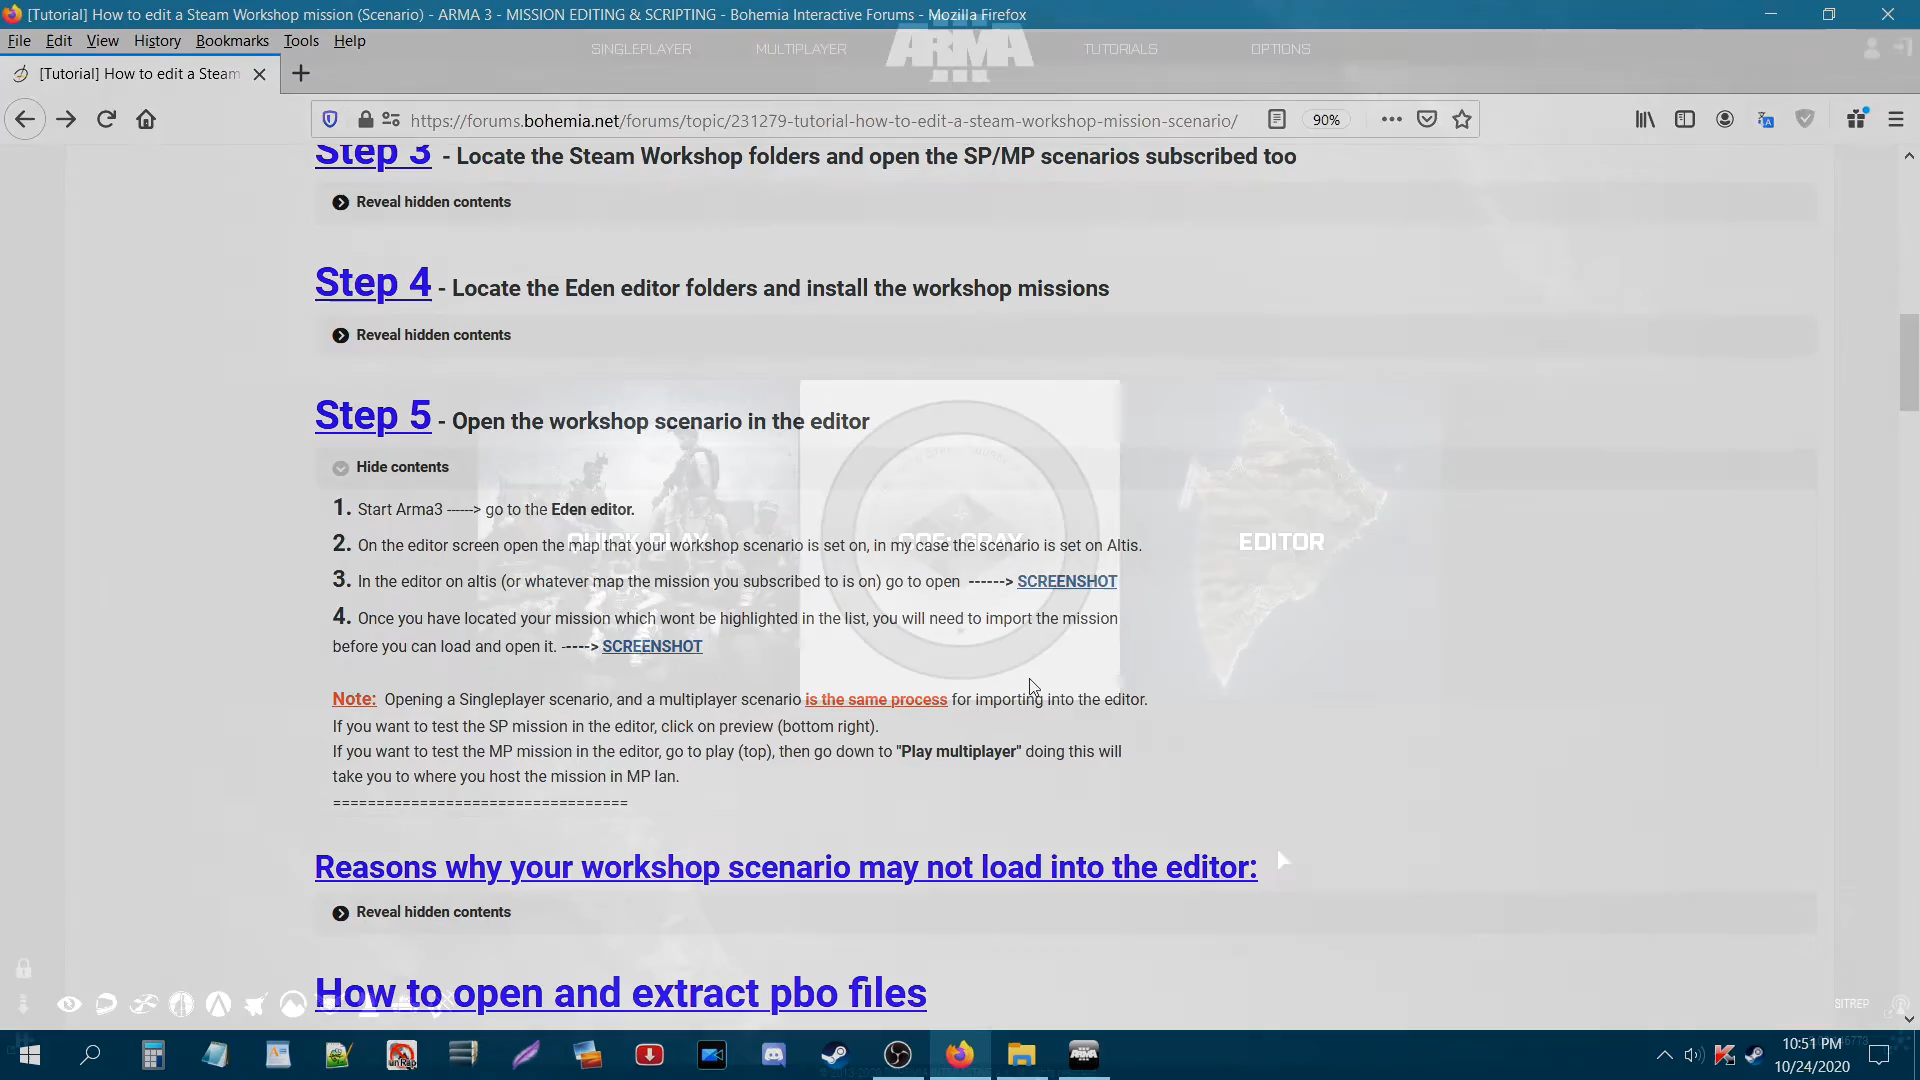 [Tutorial] How to edit a Steam Workshop mission (Scenario) - ARMA 3 - MISSION EDITING & SCRIPTING - Bohemia Interactive Forums - Mozilla Firefox
File Edit View History Bookmarks Tools Help
SINGLEPLAYER MULTIPLAYER ARMA III TUTORIALS OPTIONS
[Tutorial] How to edit a Steam
https://forums.bohemia.net/forums/topic/231279-tutorial-how-to-edit-a-steam-workshop-mission-scenario/ 90%
Step 3 - Locate the Steam Workshop folders and open the SP/MP scenarios subscribed too
Reveal hidden contents
Step 4 - Locate the Eden editor folders and install the workshop missions
Reveal hidden contents
Step 5 - Open the workshop scenario in the editor
Hide contents
1. Start Arma3 ------> go to the Eden editor.
QUICK PLAY
EDITOR
2. On the editor screen open the map that your workshop scenario is set on, in my case the scenario is set on Altis.
3. In the editor on altis (or whatever map the mission you subscribed to is on) go to open ------> SCREENSHOT
4. Once you have located your mission which wont be highlighted in the list, you will need to import the mission
before you can load and open it. -----> SCREENSHOT
Note: Opening a Singleplayer scenario, and a multiplayer scenario is the same process for importing into the editor.
If you want to test the SP mission in the editor, click on preview (bottom right).
If you want to test the MP mission in the editor, go to play (top), then go down to "Play multiplayer" doing this will
take you to where you host the mission in MP lan.
==================================
Reasons why your workshop scenario may not load into the editor:
Reveal hidden contents
How to open and extract pbo files
SITREP
unRap
ARMA
10:51 PM
10/24/2020